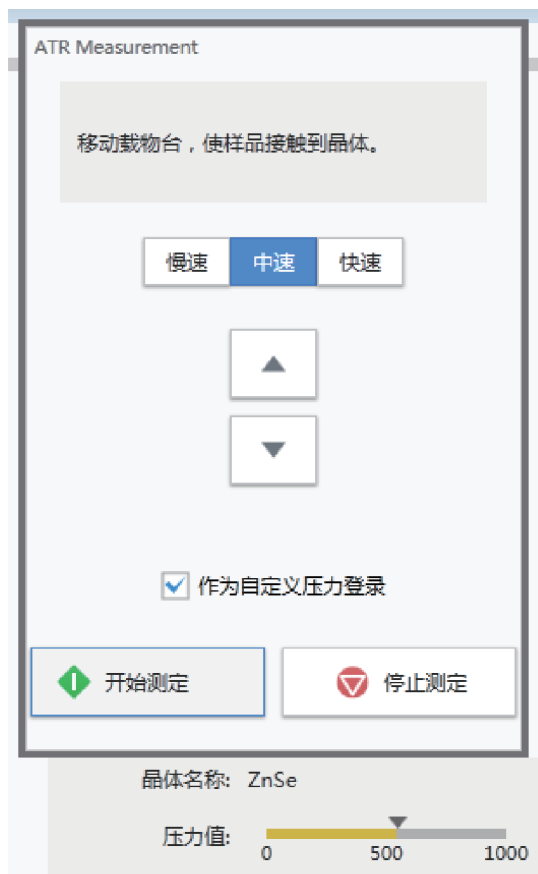 ATR Measurement
移动载物台，使样品接触到晶体。
慢速 中速 快速
作为自定义压力登录
开始测定 停止测定
晶体名称: ZnSe
压力值:
0 500 1000